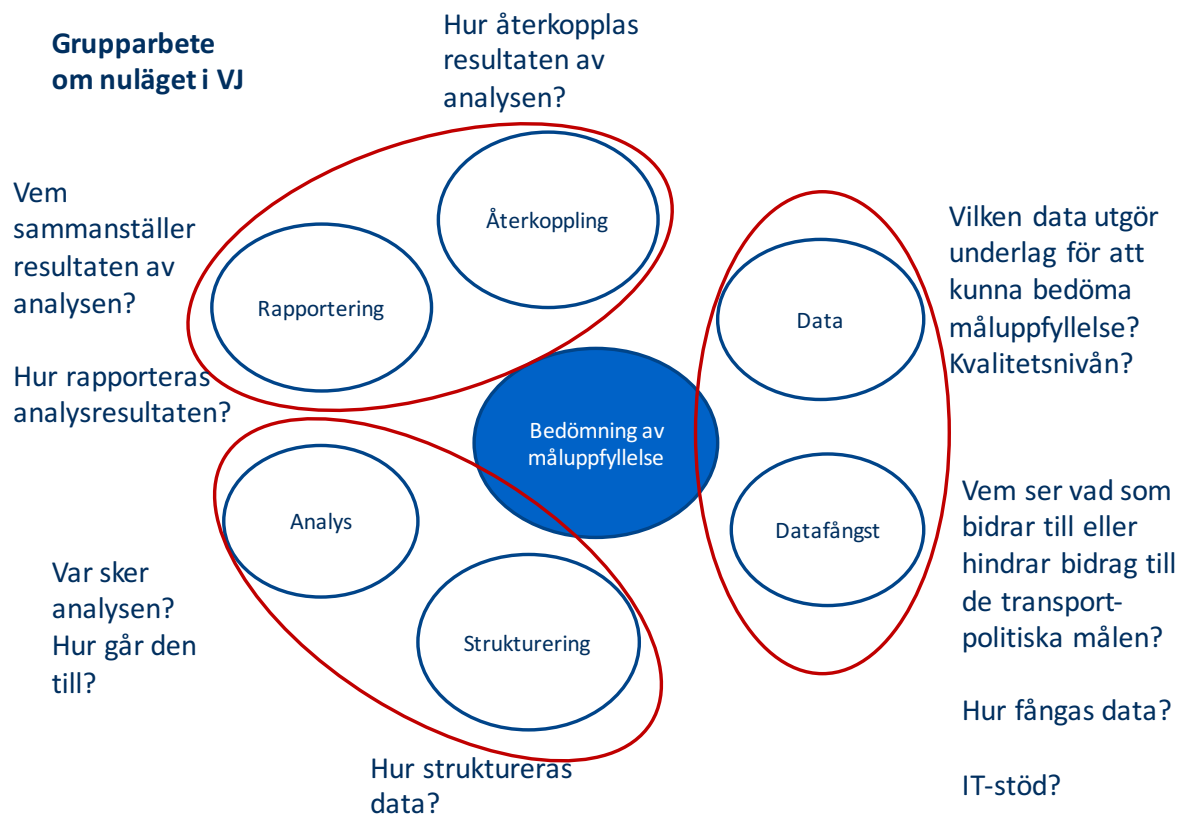 Grupparbete
om nuläget i VJ
Hur återkopplas
resultaten av
analysen?
Återkoppling
Vem
sammanställer
resultaten av
analysen?
Rapportering
Hur rapporteras
analysresultaten?
Vilken data utgör
underlag för att
kunna bedöma
måluppfyllelse?
Kvalitetsnivån?
Data
Bedömning av
måluppfyllelse
Datafångst
Vem ser vad som
bidrar till eller
hindrar bidrag till
de transport-
politiska målen?
Hur fångas data?
IT-stöd?
Analys
Var sker
analysen?
Hur går den
till?
Strukturering
Hur struktureras
data?